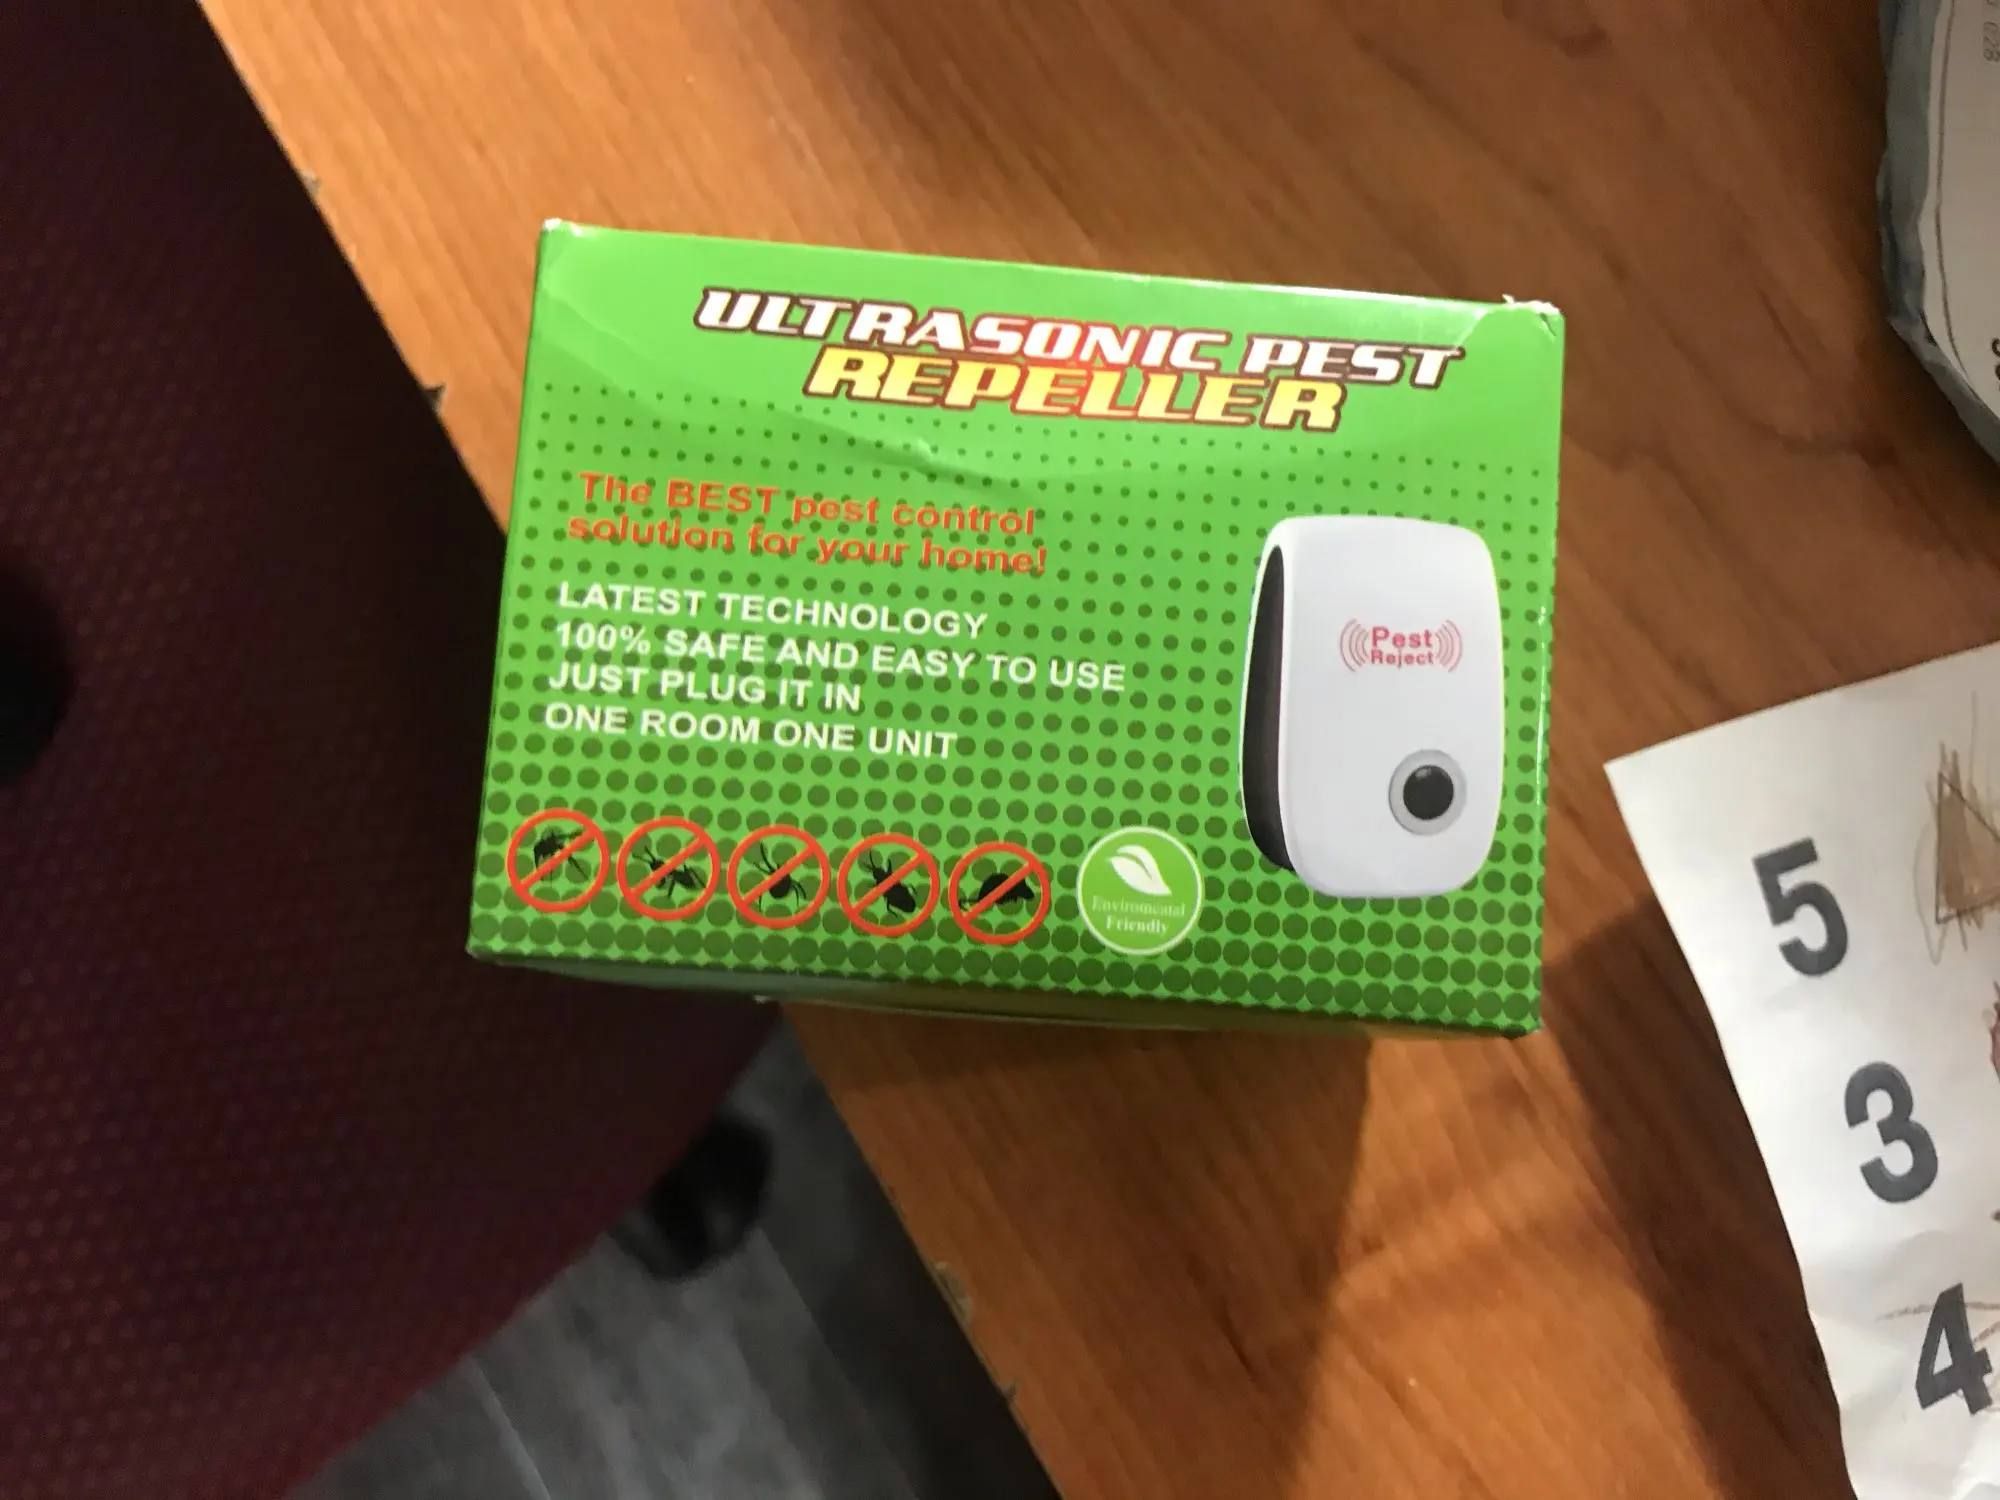 ULTRASONIC PEST
REPELLER
The BEST pest control
solution for your home!
LATEST TECHNOLOGY
100% SAFE AND EASY TO USE
JUST PLUG IT IN
ONE ROOM ONE UNIT
Pest
Reject
Enviromental
Friendly
5
3
4